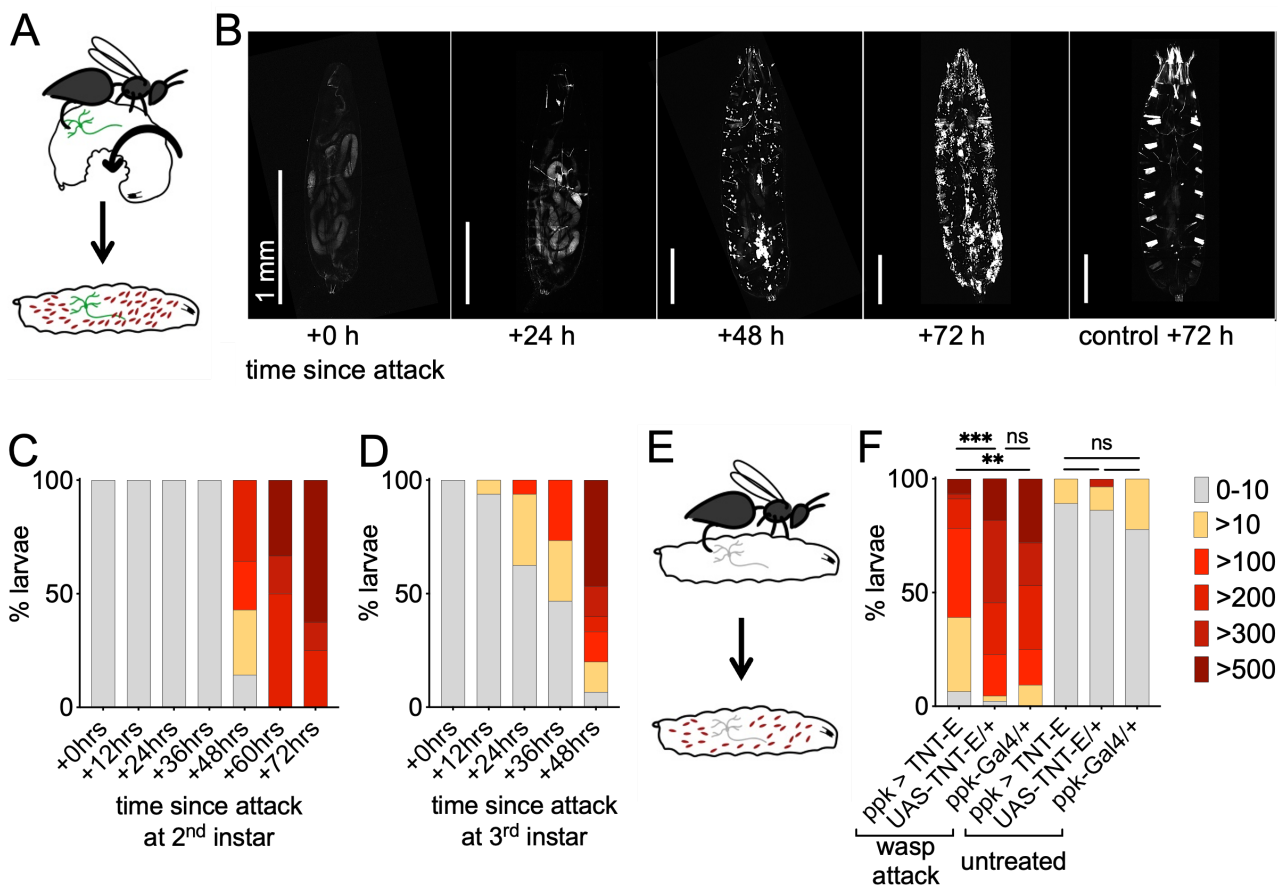 A
B
1 mm
+0 h
+24 h
+48 h
+72 h
control +72 h
time since attack
C
% larvae
100
50
0
+0hrs
+12hrs
+24hrs
+36hrs
+48hrs
+60hrs
+72hrs
time since attack
at 2nd instar
D
% larvae
100
50
0
+0hrs
+12hrs
+24hrs
+36hrs
+48hrs
time since attack
at 3rd instar
E
F
*** ns
**
ns
% larvae
100
50
0
ppk > TNT-E
UAS-TNT-E/+
ppk-Gal4/+
ppk > TNT-E
UAS-TNT-E/+
ppk-Gal4/+
wasp
attack
untreated
0-10
>10
>100
>200
>300
>500